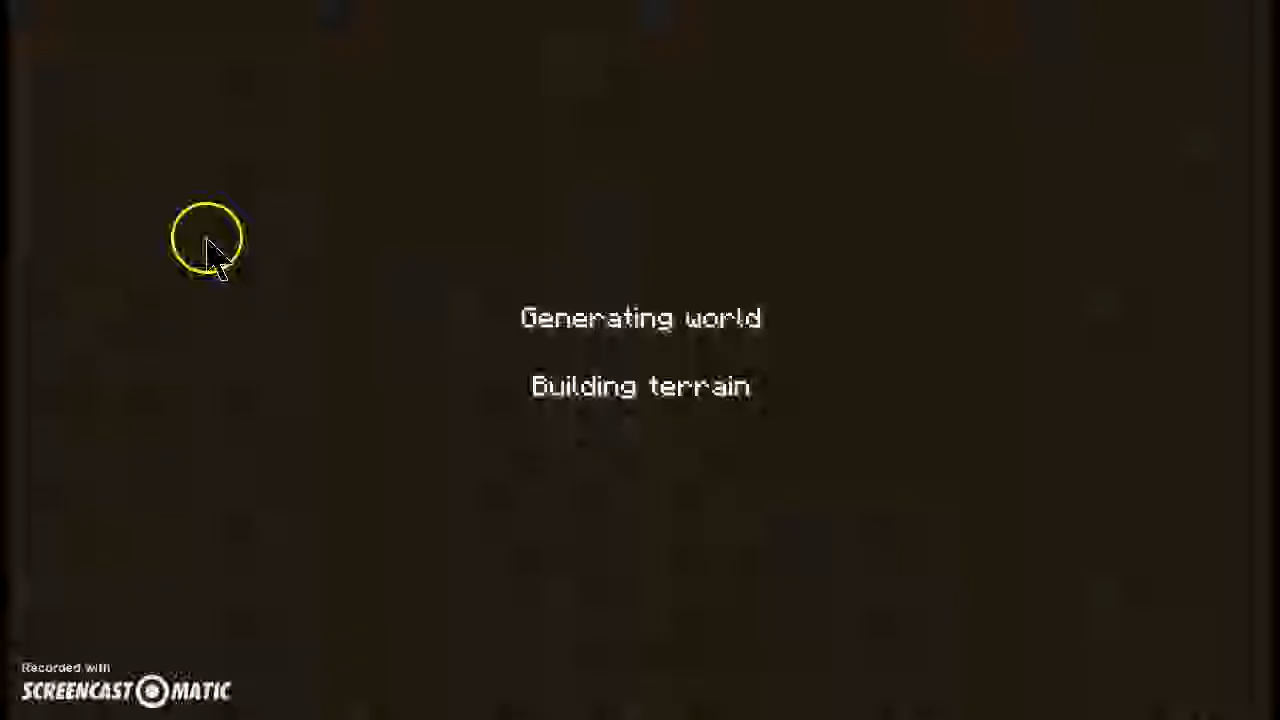 Generating world
Building terrain
Recorded with
SCREENCAST MATIC